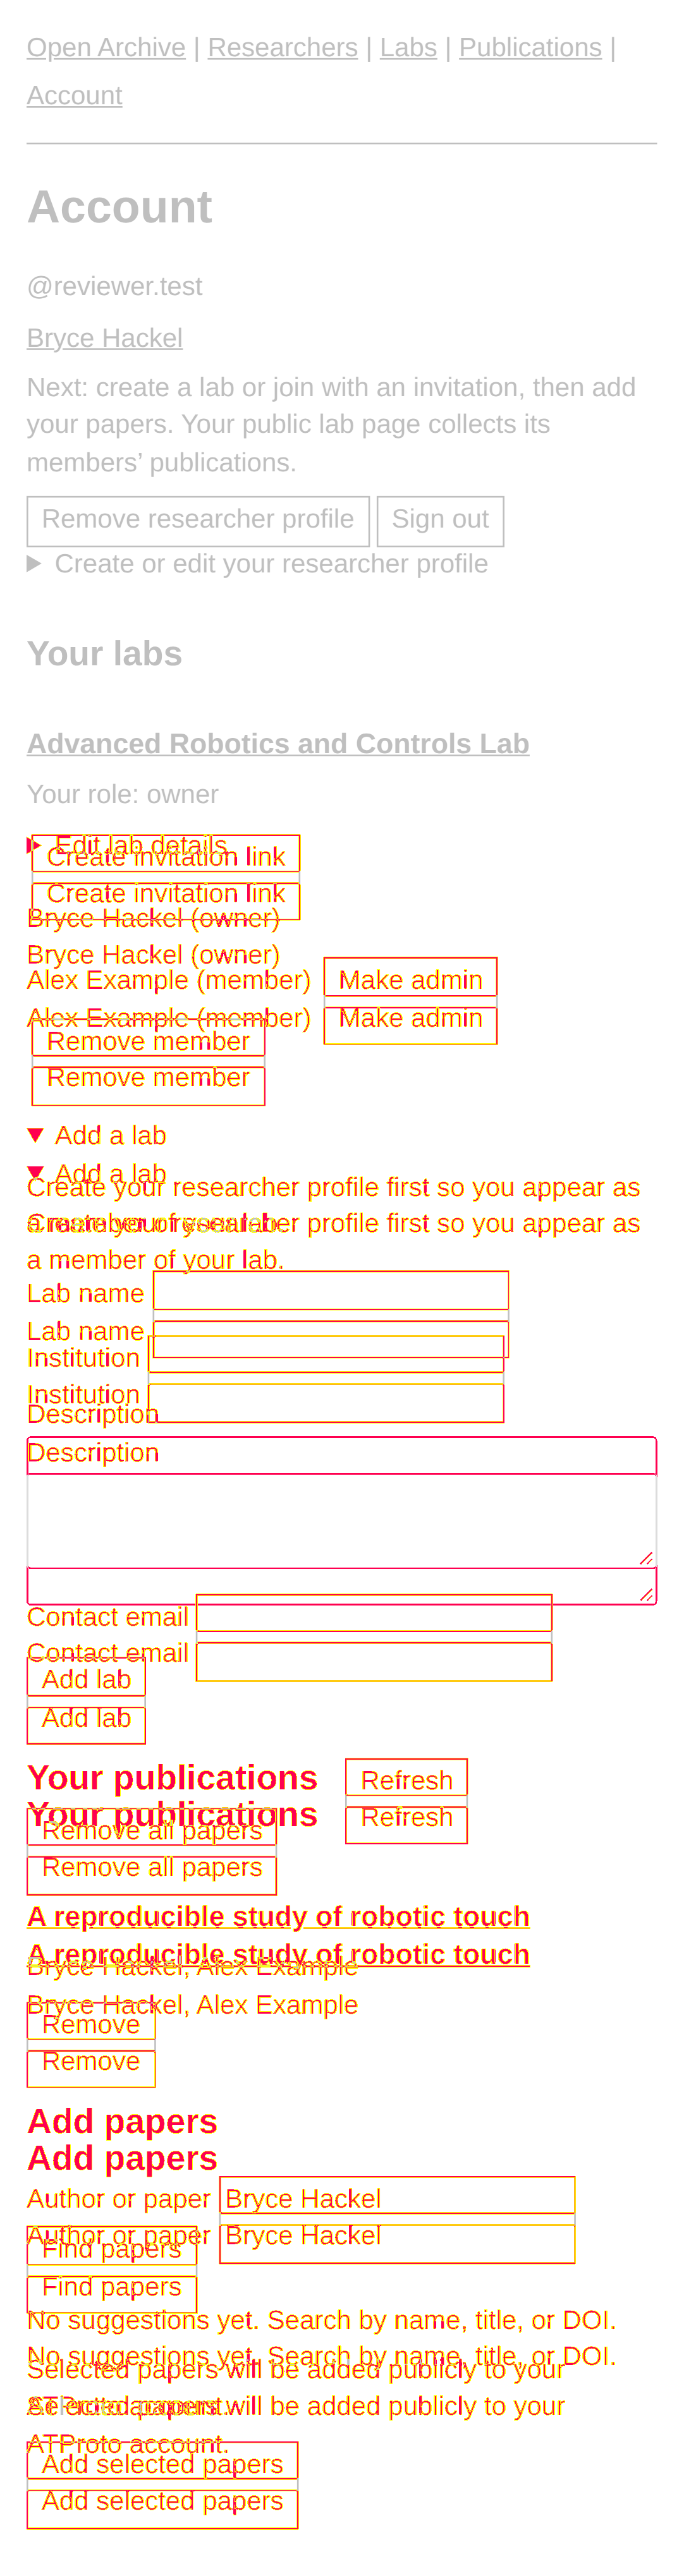 Open Archive | Researchers | Labs | Publications |
Account
Account
@reviewer.test
Bryce Hackel
Next: create a lab or join with an invitation, then add
your papers. Your public lab page collects its
members’ publications.
Remove researcher profile Sign out
Create or edit your researcher profile
Your labs
Advanced Robotics and Controls Lab
Your role: owner
Edit lab details
Create invitation link
Create invitation link
Bryce Hackel (owner)
Bryce Hackel (owner)
Alex Example (member) Make admin
Alex Example (member) Make admin
Remove member
Remove member
Add a lab
Add a lab
Create your researcher profile first so you appear as
a member of your lab.
Create your researcher profile first so you appear as
a member of your lab.
Lab name
Lab name
Institution
Institution
Description
Description
Contact email
Contact email
Add lab
Add lab
Your publications Refresh
Your publications Refresh
Remove all papers
Remove all papers
A reproducible study of robotic touch
A reproducible study of robotic touch
Bryce Hackel, Alex Example
Bryce Hackel, Alex Example
Remove
Remove
Add papers
Add papers
Author or paper Bryce Hackel
Author or paper Bryce Hackel
Find papers
Find papers
No suggestions yet. Search by name, title, or DOI.
No suggestions yet. Search by name, title, or DOI.
Selected papers will be added publicly to your
ATProto account.
Selected papers will be added publicly to your
ATProto account.
Add selected papers
Add selected papers